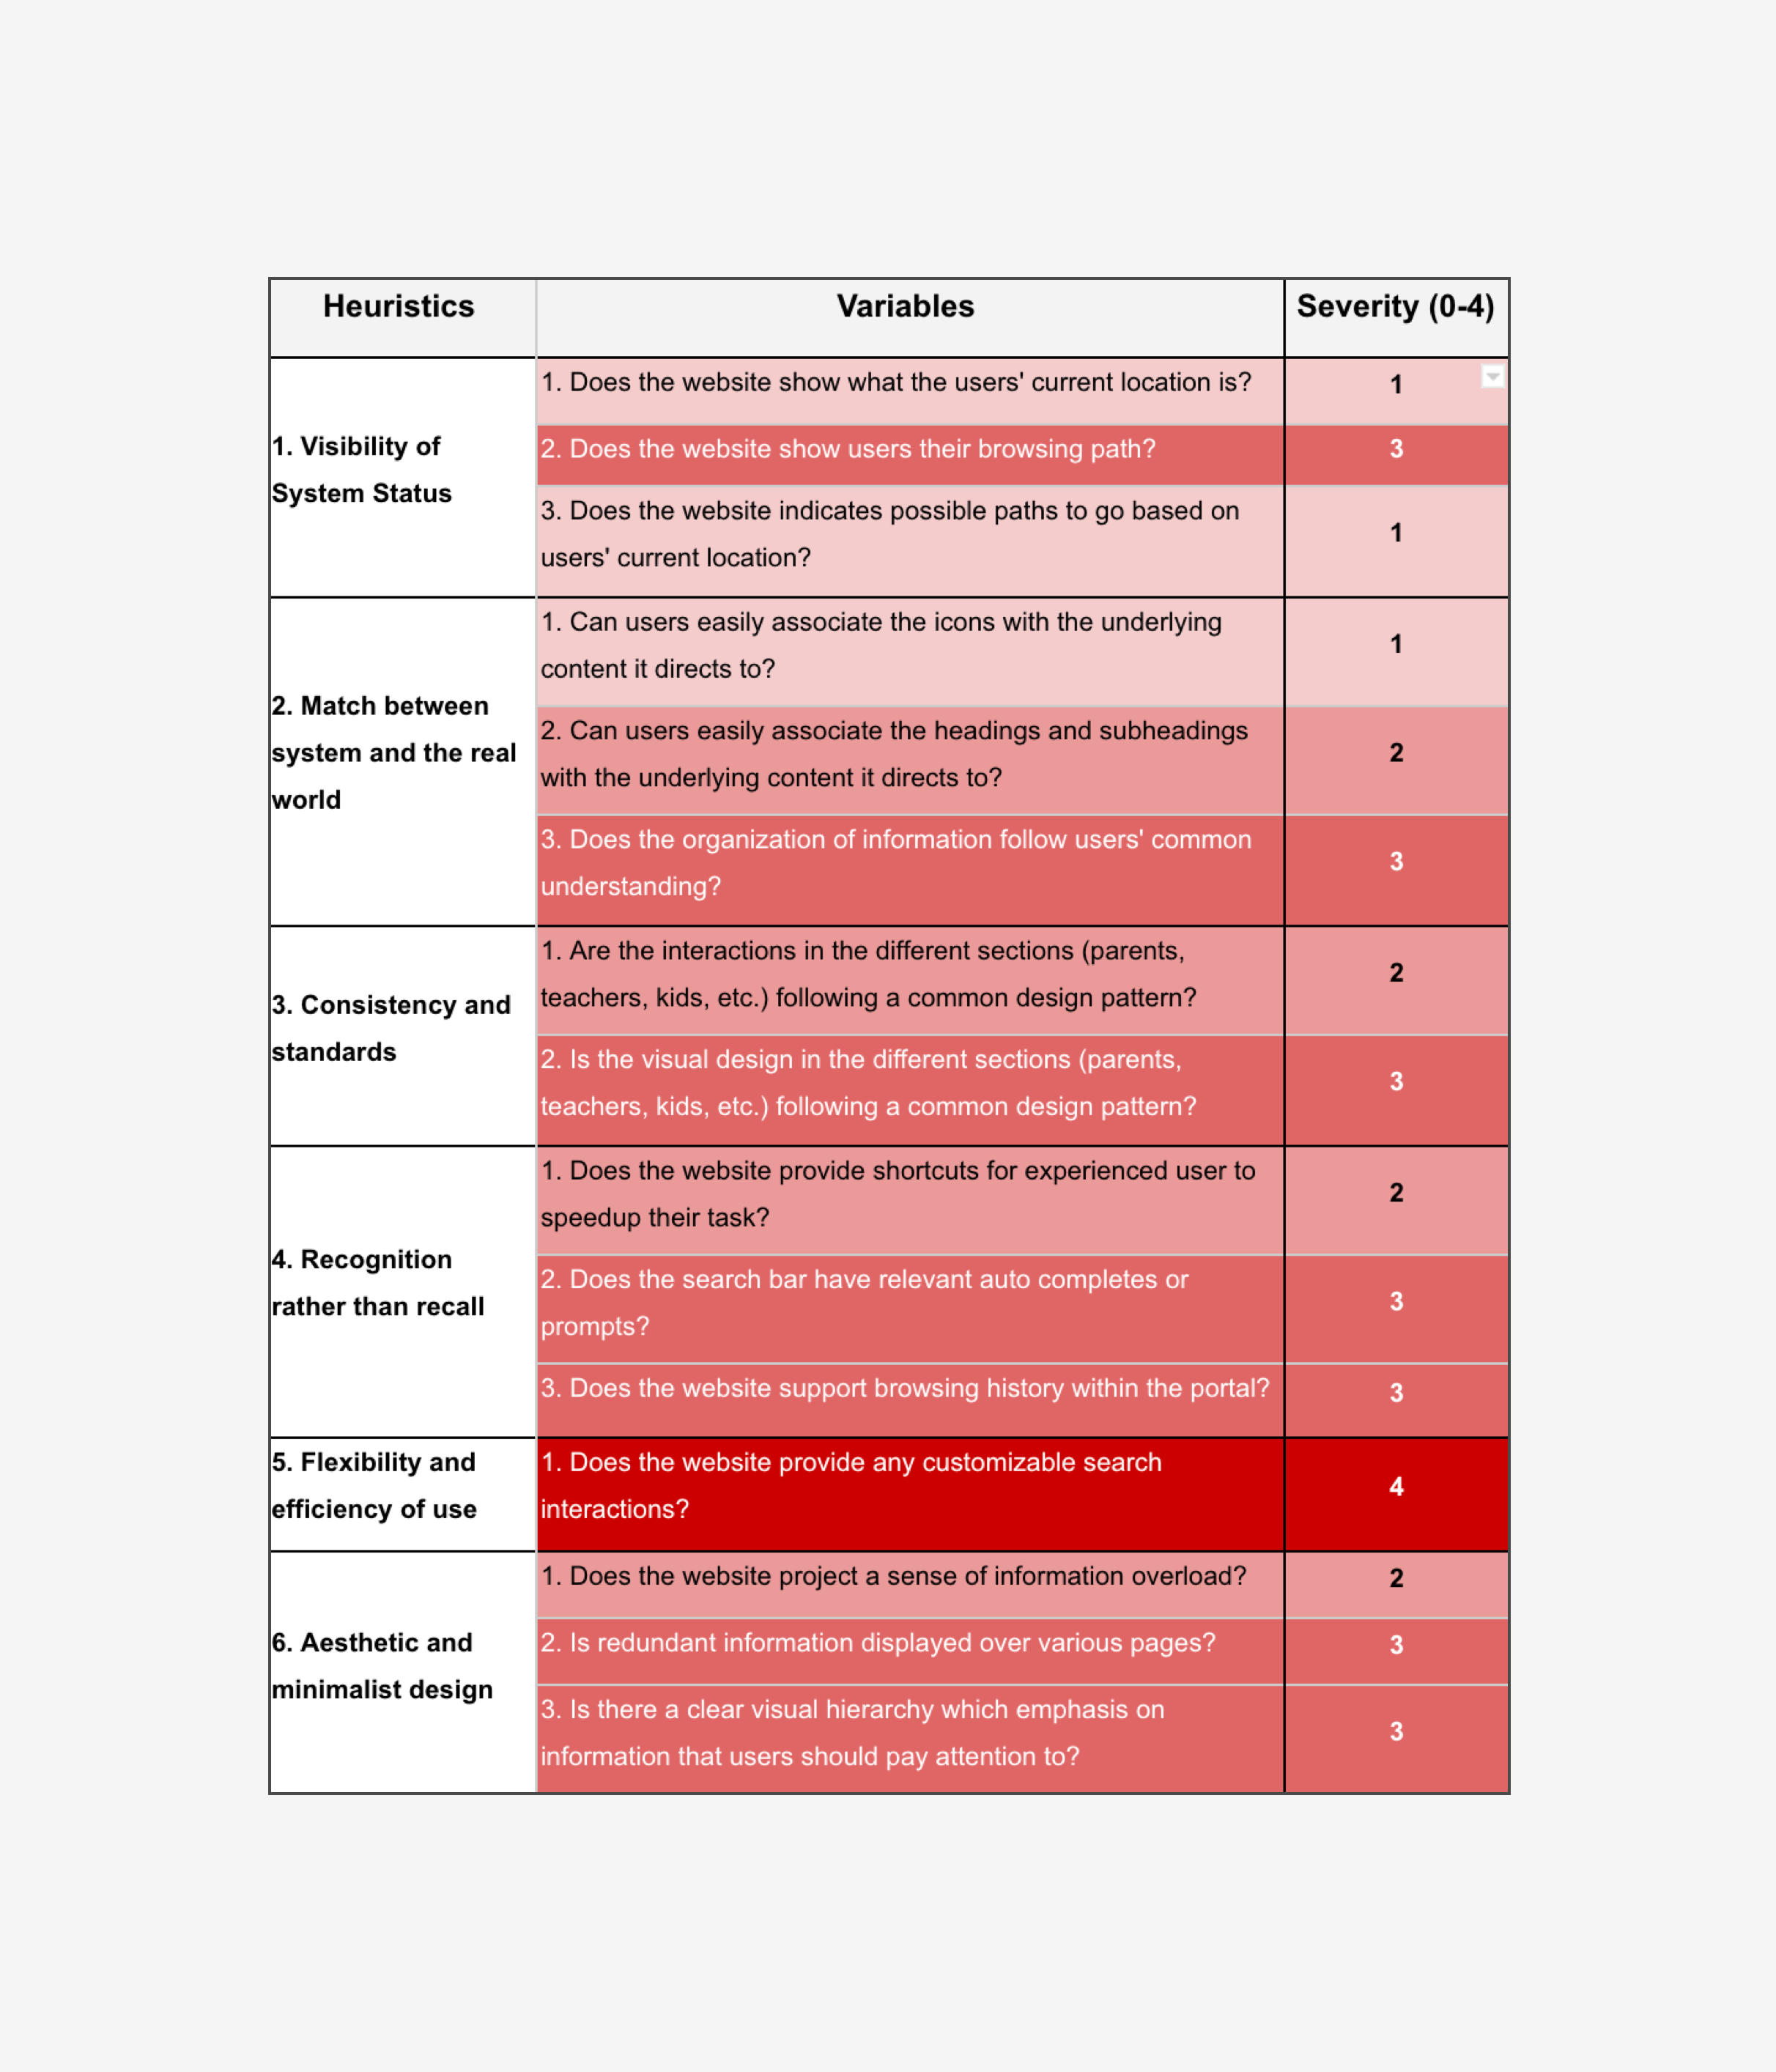 Heuristics
Variables
Severity (0-4)
1. Visibility of
System Status
1. Does the website show what the users' current location is?
1
2. Does the website show users their browsing path?
3
3. Does the website indicates possible paths to go based on
users' current location?
1
2. Match between
system and the real
world
1. Can users easily associate the icons with the underlying
content it directs to?
1
2. Can users easily associate the headings and subheadings
with the underlying content it directs to?
2
3. Does the organization of information follow users' common
understanding?
3
3. Consistency and
standards
1. Are the interactions in the different sections (parents,
teachers, kids, etc.) following a common design pattern?
2
2. Is the visual design in the different sections (parents,
teachers, kids, etc.) following a common design pattern?
3
4. Recognition
rather than recall
1. Does the website provide shortcuts for experienced user to
speedup their task?
2
2. Does the search bar have relevant auto completes or
prompts?
3
3. Does the website support browsing history within the portal?
3
5. Flexibility and
efficiency of use
1. Does the website provide any customizable search
interactions?
4
6. Aesthetic and
minimalist design
1. Does the website project a sense of information overload?
2
2. Is redundant information displayed over various pages?
3
3. Is there a clear visual hierarchy which emphasis on
information that users should pay attention to?
3